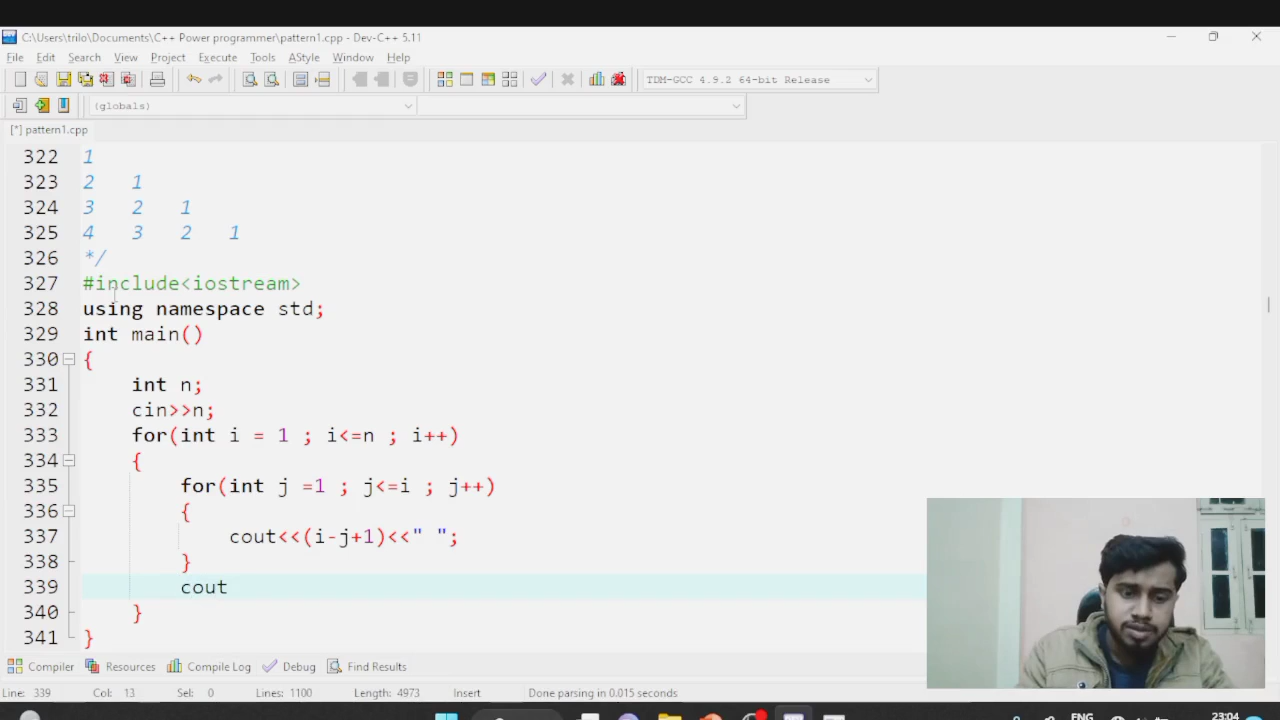 C:\Users\trilo\Documents\C++ Power programmer\pattern1.cpp - Dev-C++ 5.11
File Edit Search View Project Execute Tools AStyle Window Help
TDM-GCC 4.9.2 64-bit Release
(globals)
[*] pattern1.cpp
322 1
323 2 1
324 3 2 1
325 4 3 2 1
326 */
327 #include<iostream>
328 using namespace std;
329 int main()
330 {
331 int n;
332 cin>>n;
333 for(int i = 1 ; i<=n ; i++)
334 {
335 for(int j =1 ; j<=i ; j++)
336 {
337 cout<<(i-j+1)<<" ";
338 }
339 cout
340 }
341 }
Compiler Resources Compile Log Debug Find Results
Line: 339 Col: 13 Sel: 0 Lines: 1100 Length: 4973 Insert Done parsing in 0.015 seconds
ENG 23:04